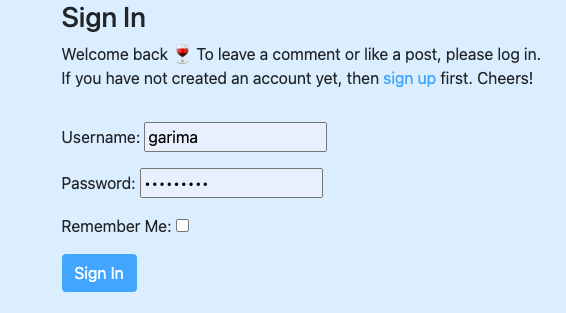 Sign In
Welcome back 🍷 To leave a comment or like a post, please log in.
If you have not created an account yet, then sign up first. Cheers!
Username: garima
Password: •••••••••
Remember Me:
Sign In